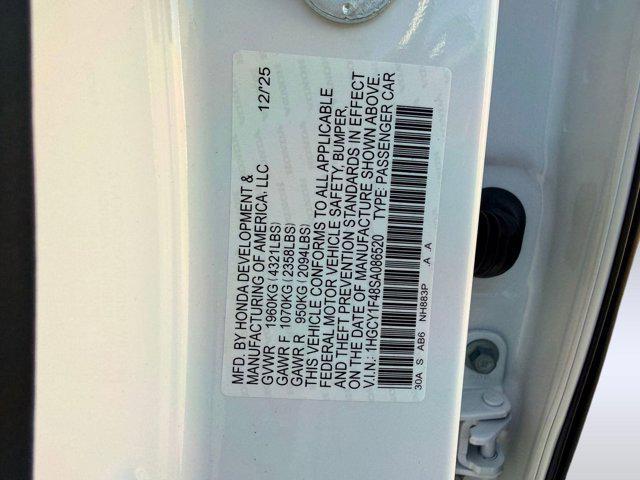 MFD. BY HONDA DEVELOPMENT & 12/25
MANUFACTURING OF AMERICA, LLC
GVWR 1960KG (4321LBS)
GAWR F 1070KG (2358LBS)
GAWR R 950KG (2094LBS)
THIS VEHICLE CONFORMS TO ALL APPLICABLE
FEDERAL MOTOR VEHICLE SAFETY, BUMPER,
AND THEFT PREVENTION STANDARDS IN EFFECT
ON THE DATE OF MANUFACTURE SHOWN ABOVE.
V.I.N.: 1HGCY1F48SA086520 TYPE: PASSENGER CAR
30A S AB6 NH883P A A